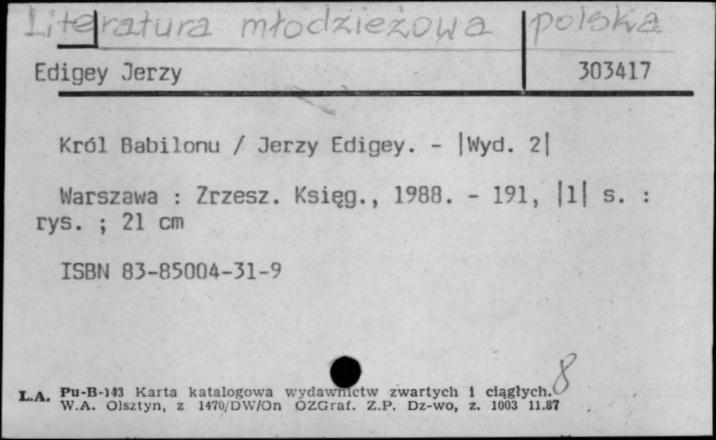 Literatura młodzieżowa polska
Edigey Jerzy 303417
Król Babilonu / Jerzy Edigey. - |Wyd. 2|
Warszawa : Zrzesz. Księg., 1988. - 191, |1| s. :
rys. ; 21 cm
ISBN 83-85004-31-9
8
L.A. Pu-B-143 Karta katalogowa wydawnictw zwartych i ciągłych.
W.A. Olsztyn, z 1470/DW/On OZGraf. Z.P. Dz-wo, z. 1003 11.87